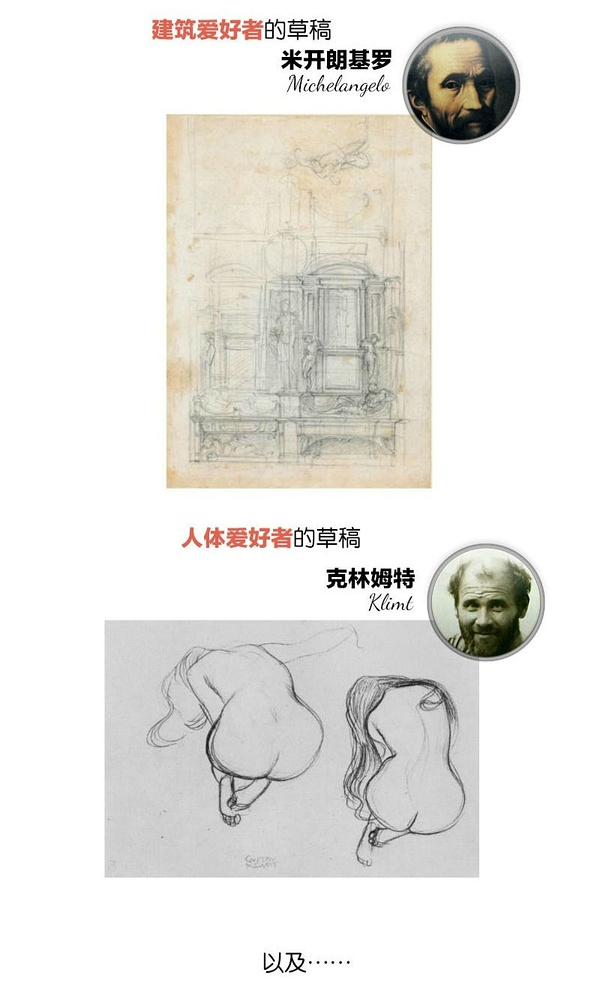 建筑爱好者的草稿
米开朗基罗
Michelangelo
人体爱好者的草稿
克林姆特
Klimt
GUSTAV
KLIMT
以及……